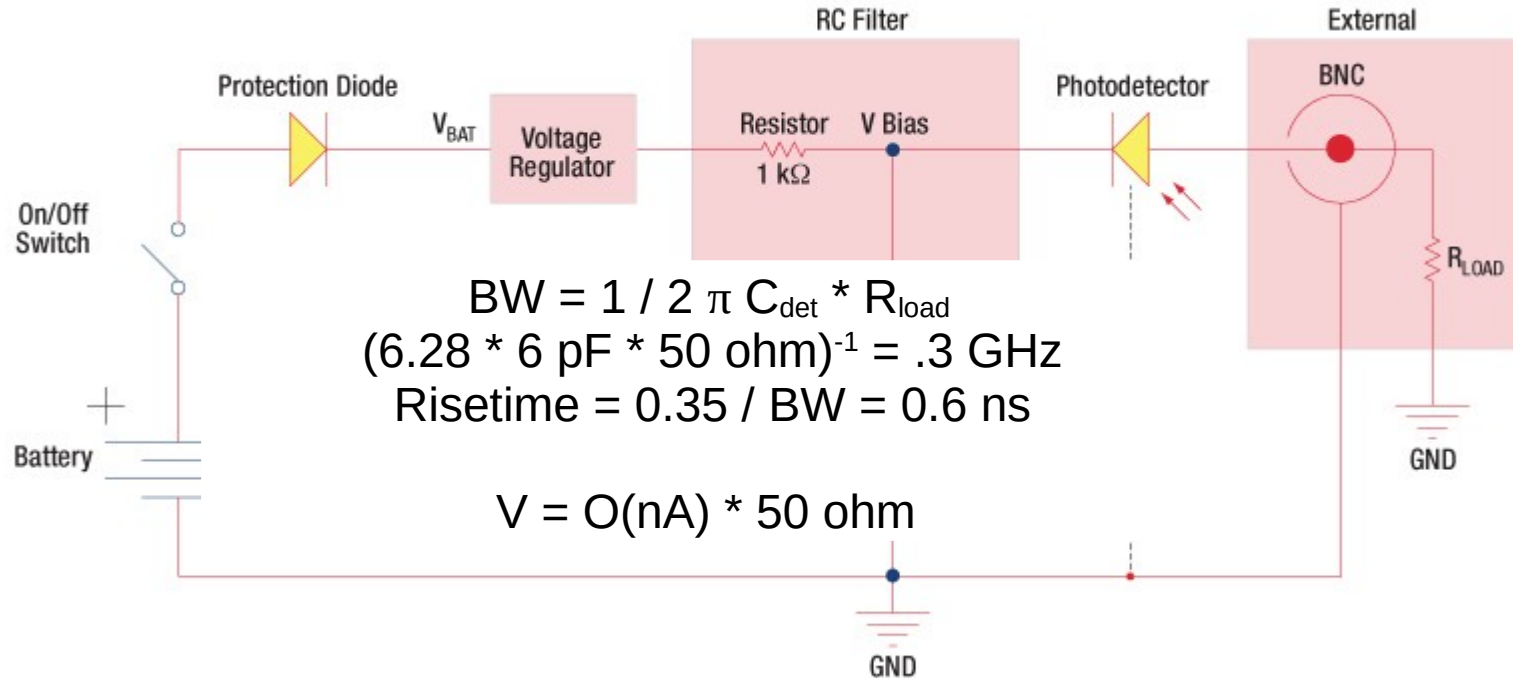 RC Filter
External
Protection Diode
V_BAT
Voltage
Regulator
Resistor
1 kΩ
V Bias
Photodetector
BNC
On/Off
Switch
R_LOAD
BW = 1 / 2 π C_det * R_load
(6.28 * 6 pF * 50 ohm)^-1 = .3 GHz
Risetime = 0.35 / BW = 0.6 ns
+
Battery
GND
V = O(nA) * 50 ohm
GND